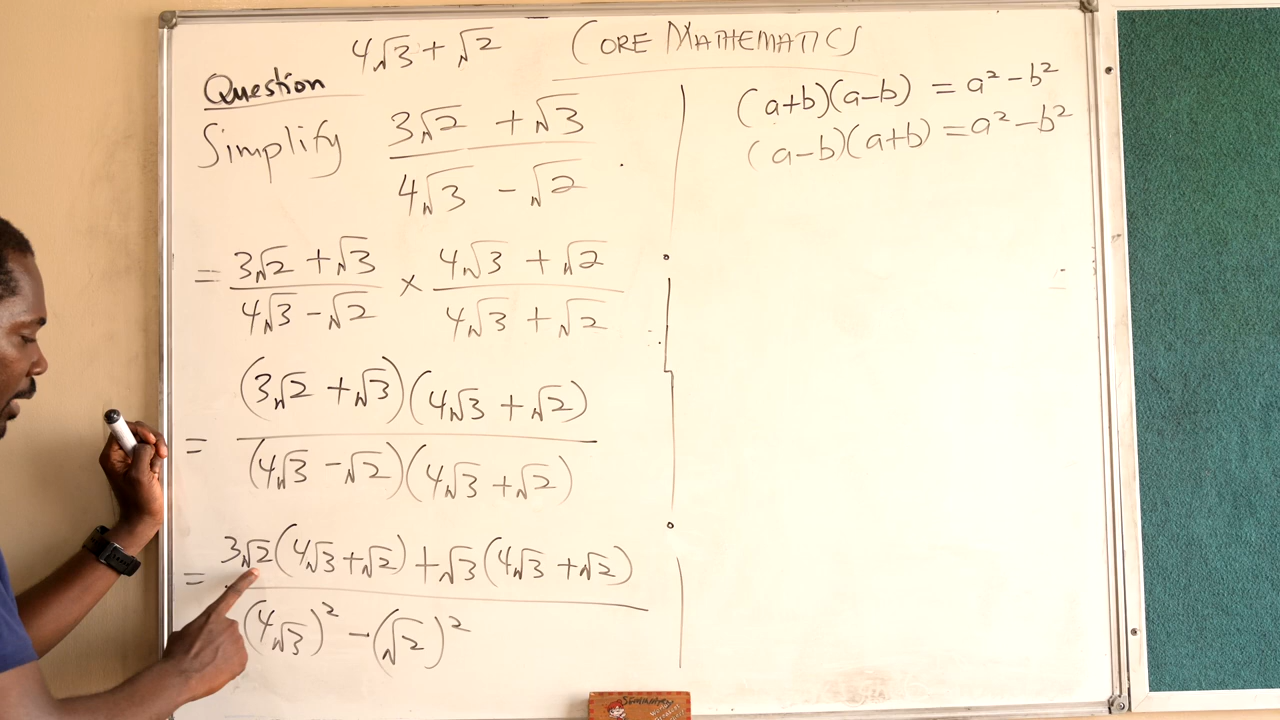 4√3 + √2
CORE MATHEMATICS
Question
Simplify (3√2 + √3)/(4√3 - √2) .
= (3√2 + √3)/(4√3 - √2) × (4√3 + √2)/(4√3 + √2)
= (3√2 + √3)(4√3 + √2)
(4√3 - √2)(4√3 + √2)
= 3√2(4√3 + √2) + √3(4√3 + √2)
(4√3)² - (√2)²
(a+b)(a-b) = a² - b²
(a-b)(a+b) = a² - b²